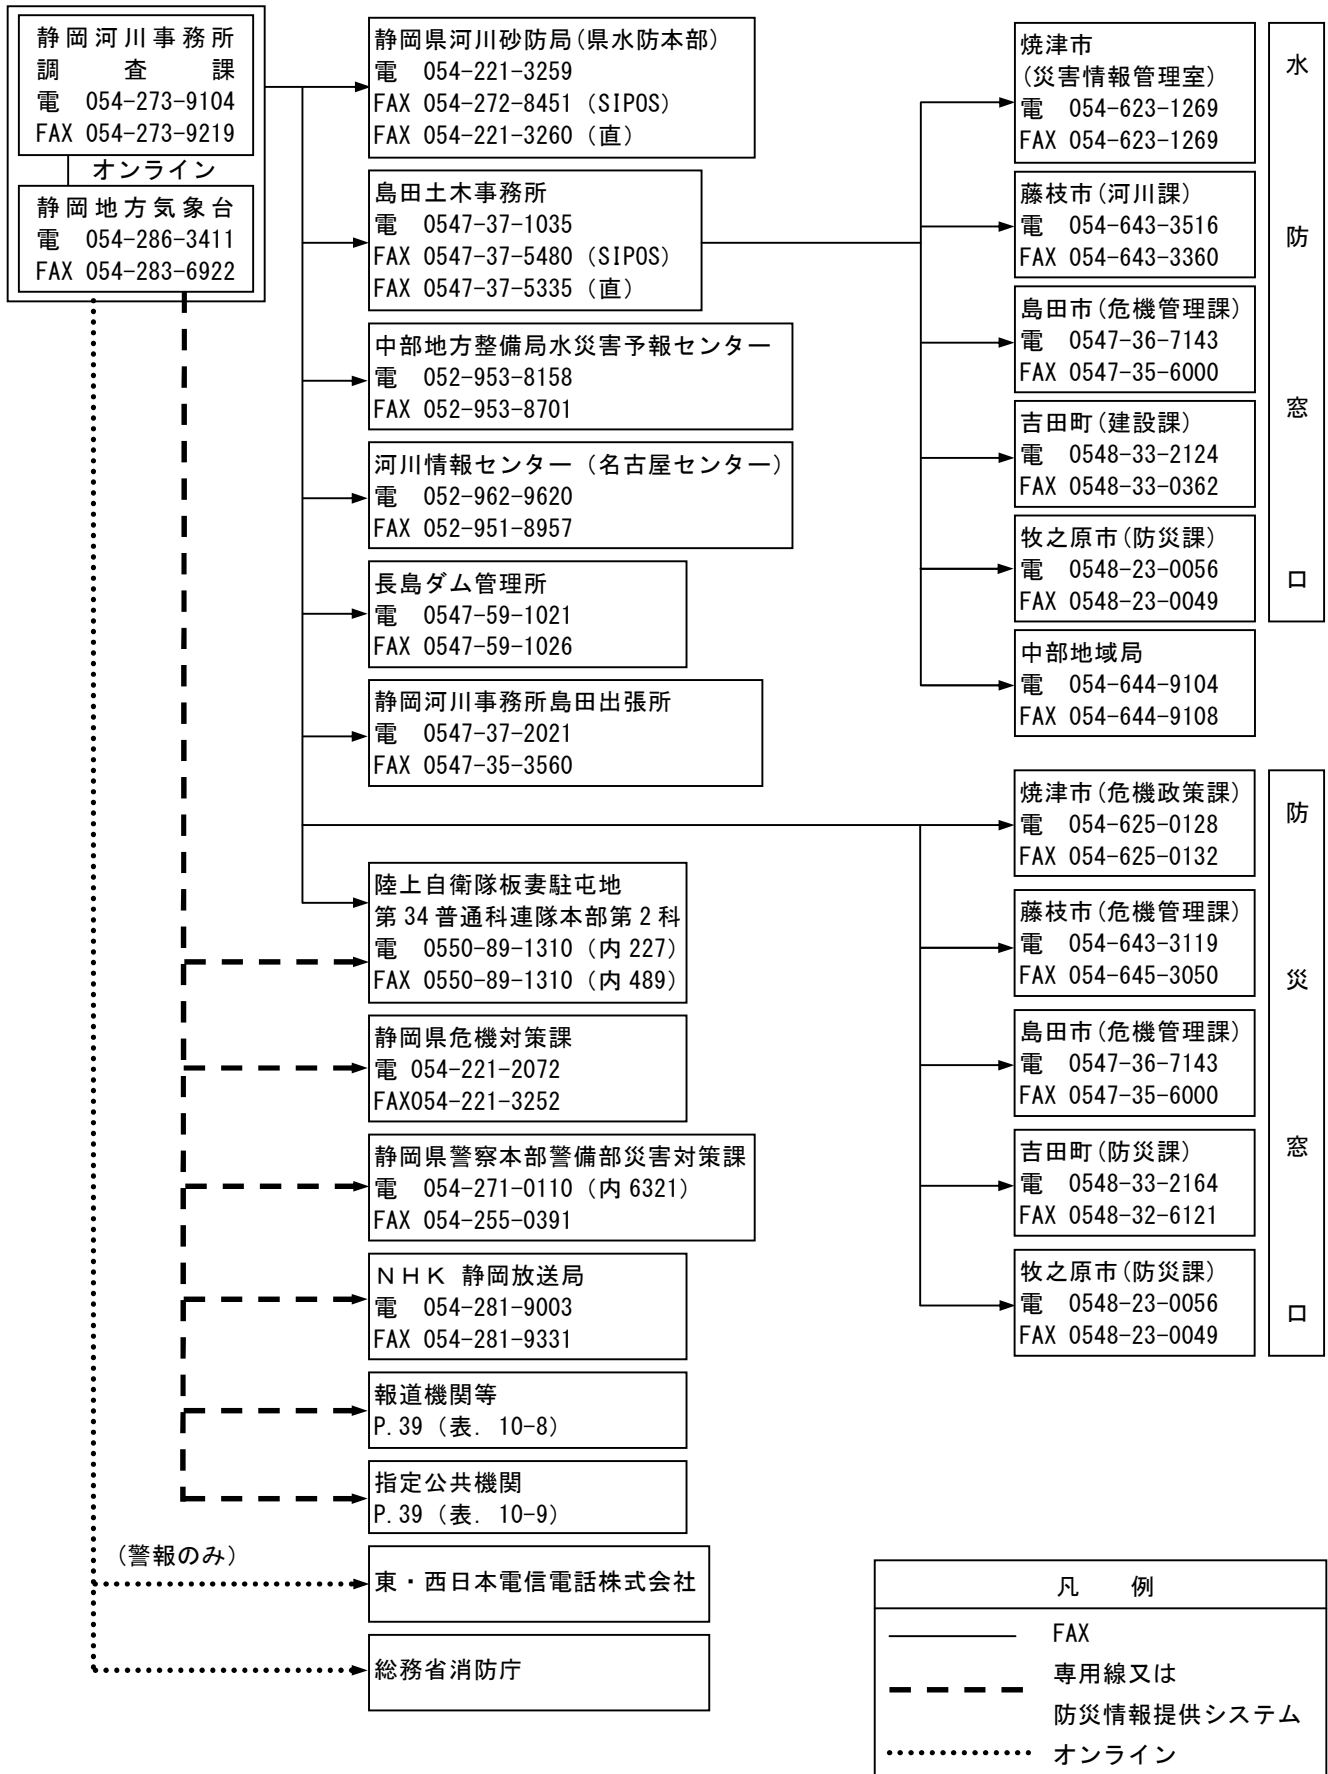 静岡河川事務所
調査課
電 054-273-9104
FAX 054-273-9219
オンライン
静岡地方気象台
電 054-286-3411
FAX 054-283-6922
静岡県河川砂防局(県水防本部)
電 054-221-3259
FAX 054-272-8451 (SIPOS)
FAX 054-221-3260 (直)
島田土木事務所
電 0547-37-1035
FAX 0547-37-5480 (SIPOS)
FAX 0547-37-5335 (直)
中部地方整備局水災害予報センター
電 052-953-8158
FAX 052-953-8701
河川情報センター (名古屋センター)
電 052-962-9620
FAX 052-951-8957
長島ダム管理所
電 0547-59-1021
FAX 0547-59-1026
静岡河川事務所島田出張所
電 0547-37-2021
FAX 0547-35-3560
陸上自衛隊板妻駐屯地
第34普通科連隊本部第2科
電 0550-89-1310 (内227)
FAX 0550-89-1310 (内489)
静岡県危機対策課
電 054-221-2072
FAX054-221-3252
静岡県警察本部警備部災害対策課
電 054-271-0110 (内6321)
FAX 054-255-0391
NHK 静岡放送局
電 054-281-9003
FAX 054-281-9331
報道機関等
P.39 (表. 10-8)
指定公共機関
P.39 (表. 10-9)
(警報のみ)
東・西日本電信電話株式会社
総務省消防庁
焼津市
(災害情報管理室)
電 054-623-1269
FAX 054-623-1269
藤枝市(河川課)
電 054-643-3516
FAX 054-643-3360
島田市(危機管理課)
電 0547-36-7143
FAX 0547-35-6000
吉田町(建設課)
電 0548-33-2124
FAX 0548-33-0362
牧之原市(防災課)
電 0548-23-0056
FAX 0548-23-0049
中部地域局
電 054-644-9104
FAX 054-644-9108
水防窓口
焼津市(危機政策課)
電 054-625-0128
FAX 054-625-0132
藤枝市(危機管理課)
電 054-643-3119
FAX 054-645-3050
島田市(危機管理課)
電 0547-36-7143
FAX 0547-35-6000
吉田町(防災課)
電 0548-33-2164
FAX 0548-32-6121
牧之原市(防災課)
電 0548-23-0056
FAX 0548-23-0049
防災窓口
凡例
FAX
専用線又は
防災情報提供システム
オンライン